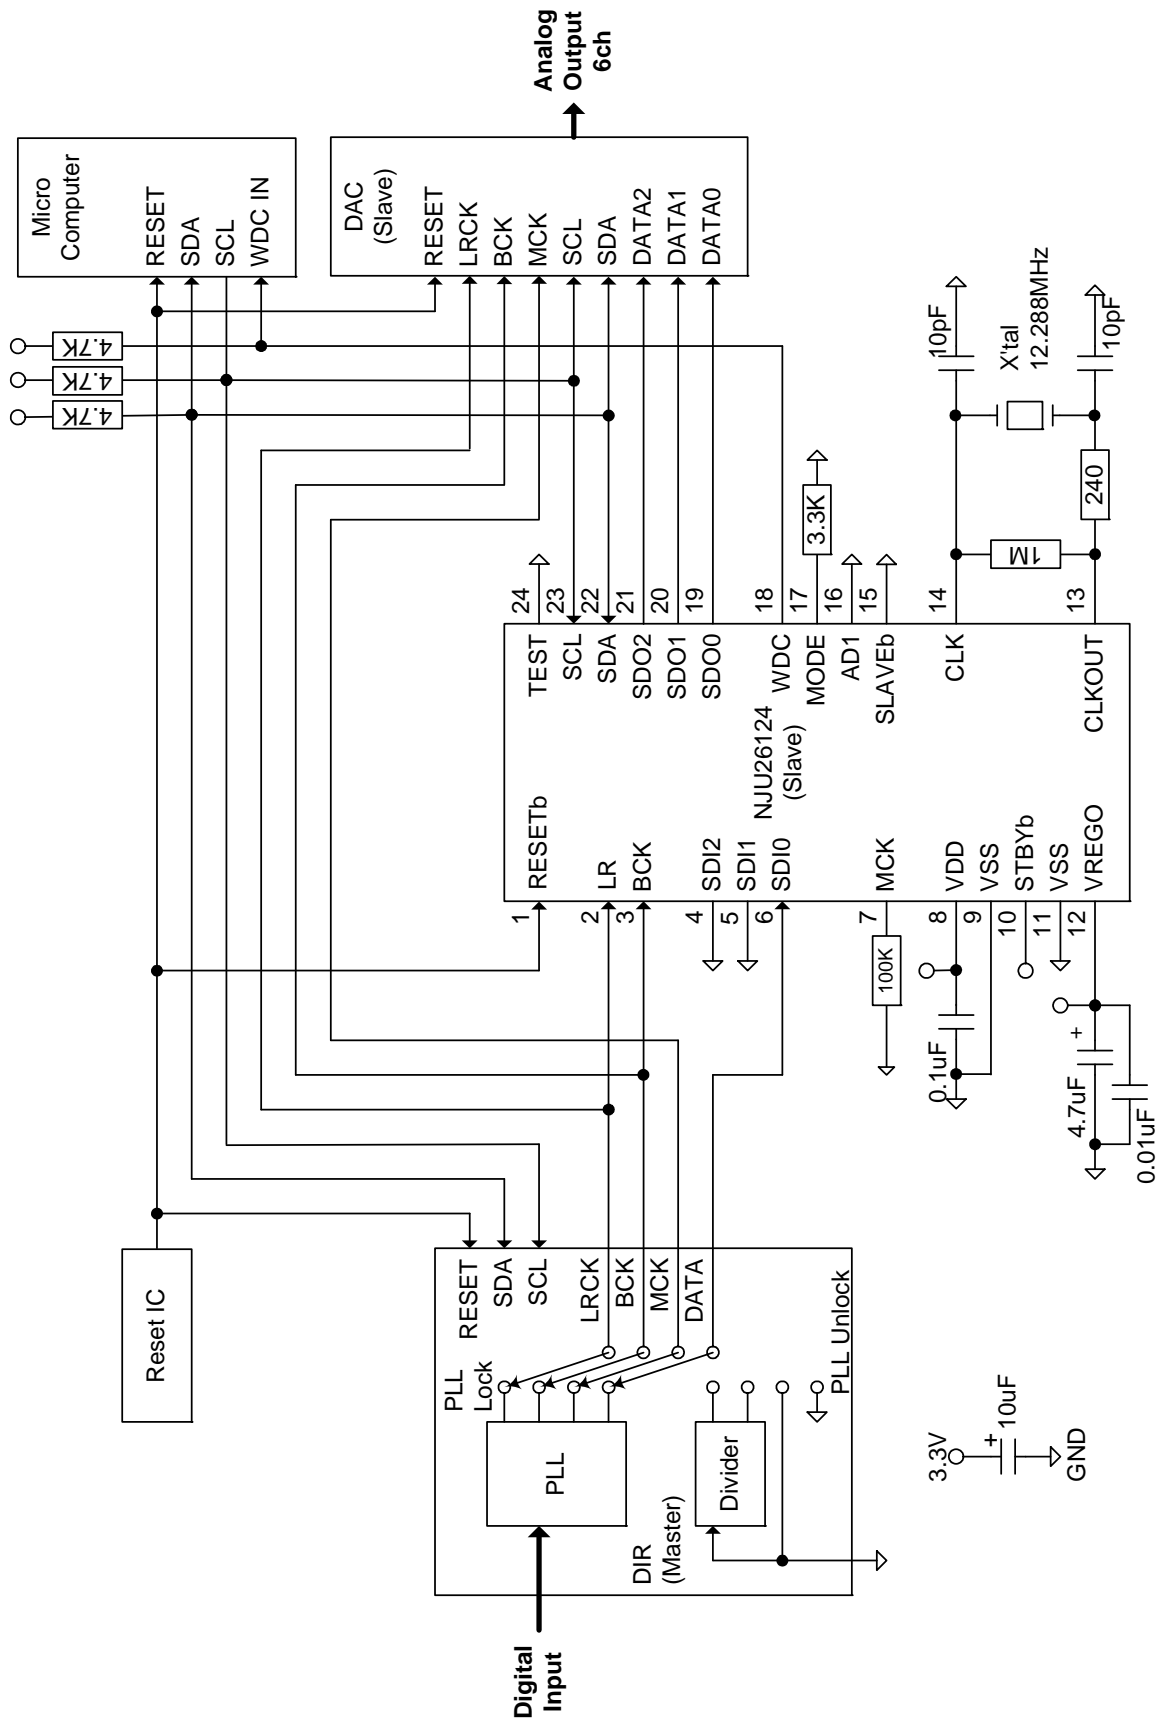 Digital
Input
Analog
Output
6ch
Reset IC
Micro
Computer
RESET
SDA
SCL
WDC IN
4.7K
4.7K
4.7K
DAC
(Slave)
RESET
LRCK
BCK
MCK
SCL
SDA
DATA2
DATA1
DATA0
PLL
Lock
RESET
SDA
SCL
LRCK
BCK
MCK
DATA
PLL Unlock
PLL
Divider
DIR
(Master)
NJU26124
(Slave)
1
RESETb
2
LR
3
BCK
4
SDI2
5
SDI1
6
SDI0
7
MCK
8
VDD
9
VSS
10
STBYb
11
VSS
12
VREGO
TEST
24
SCL
23
SDA
22
SDO2
21
SDO1
20
SDO0
19
WDC
18
MODE
17
AD1
16
SLAVEb
15
CLK
14
CLKOUT
13
100K
0.1uF
+
4.7uF
0.01uF
3.3K
1M
240
10pF
X'tal
12.288MHz
10pF
3.3V
+
10uF
GND